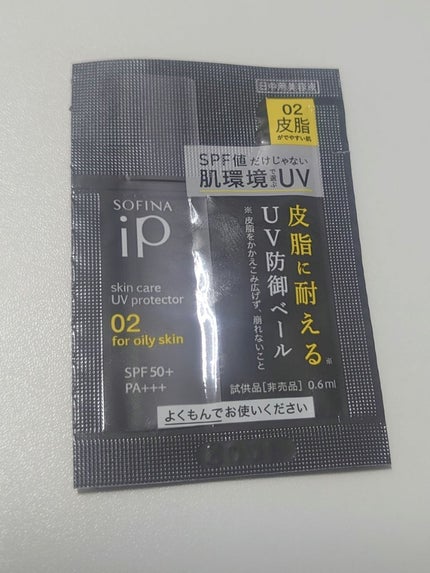 日中用美容液
02
皮脂
がでやすい肌
SPF値だけじゃない
肌環境で選ぶUV
皮脂に耐える※
UV防御ベール
※皮脂をかかえこみ広げず、崩れないこと
SOFINA
iP
skin care
UV protector
02
for oily skin
SPF50+
PA+++
試供品[非売品] 0.6ml
よくもんでお使いください